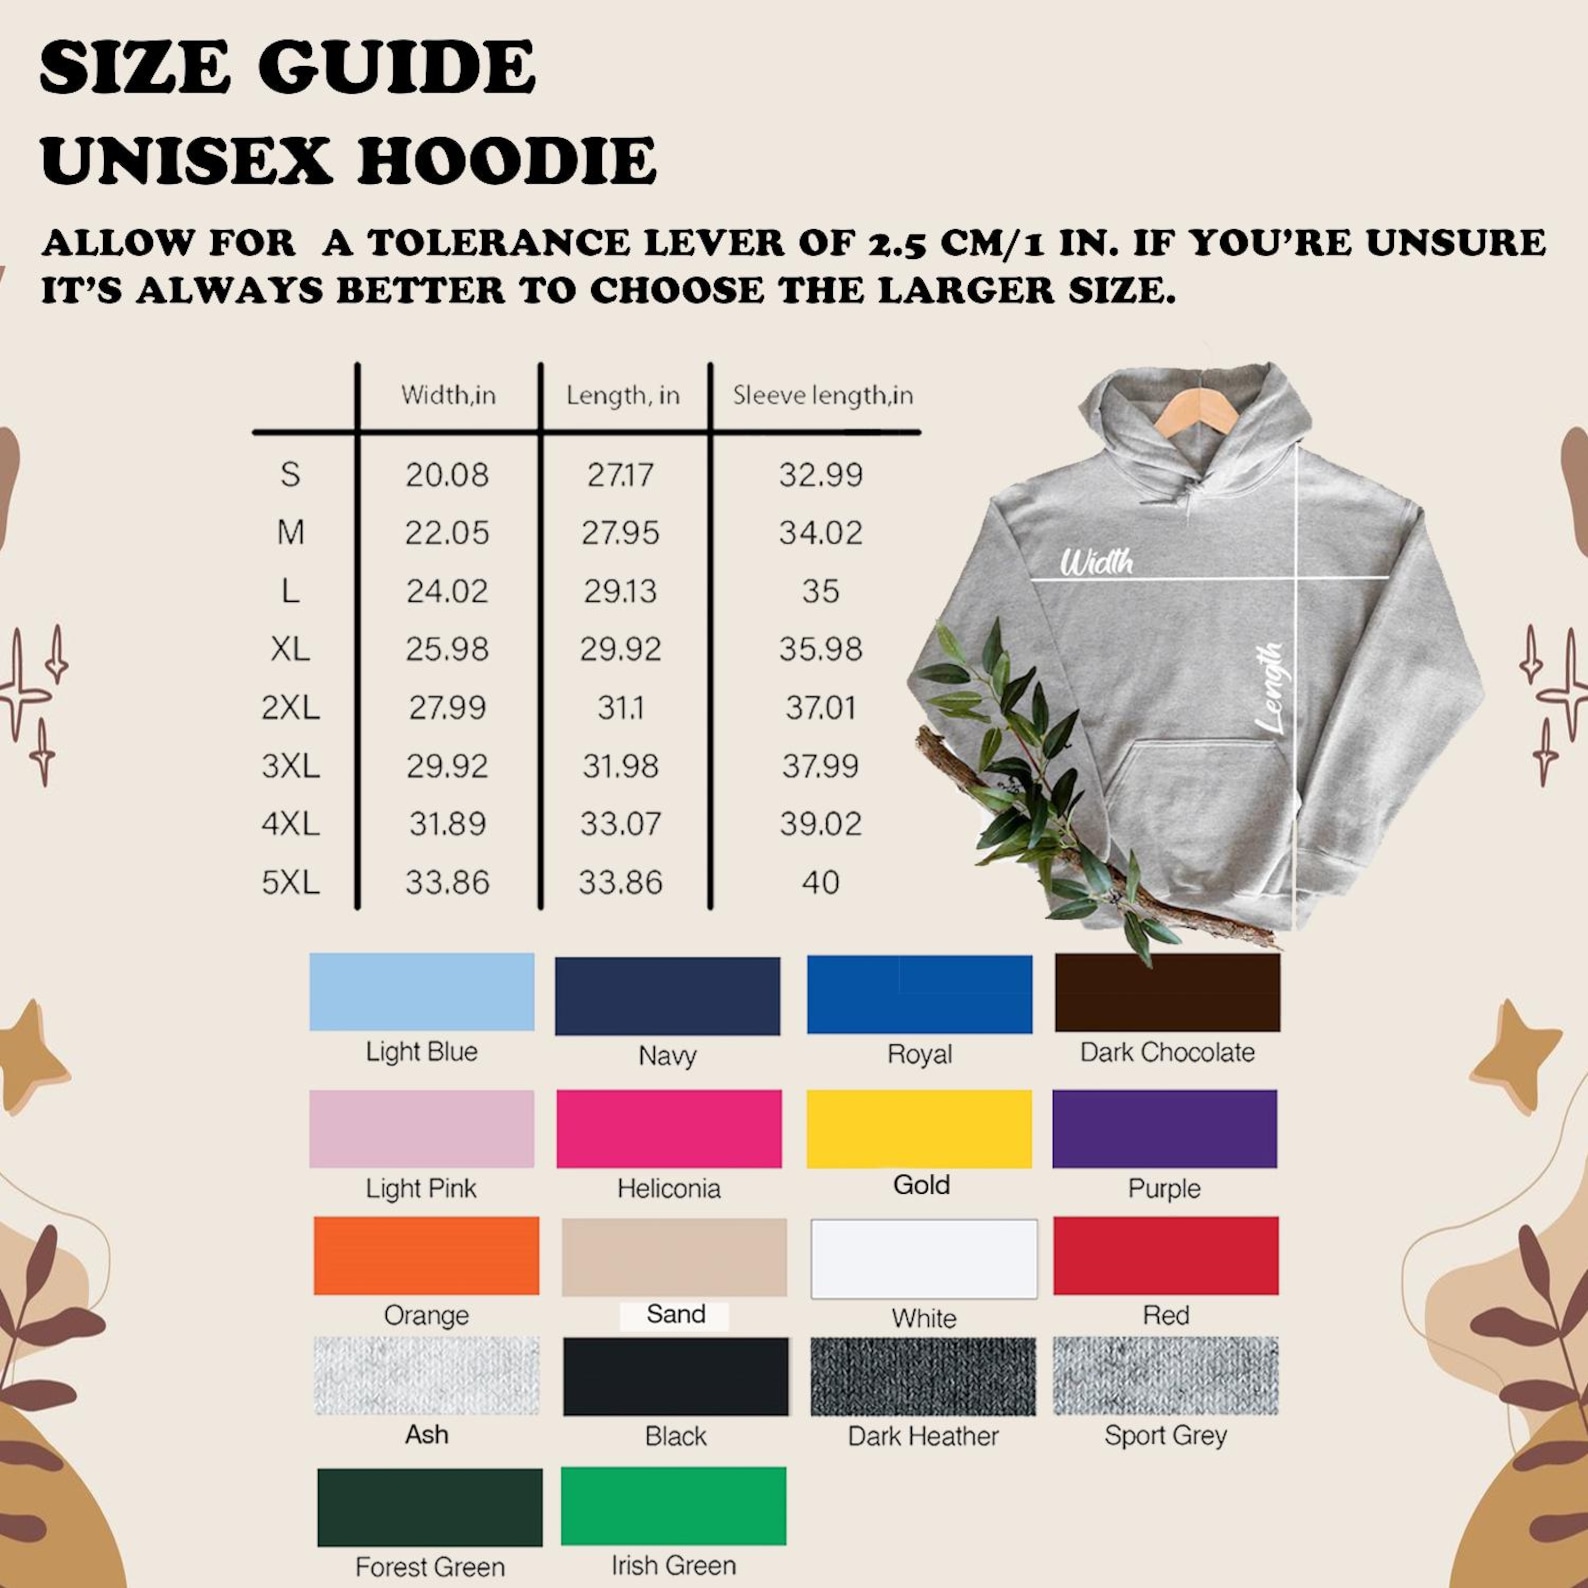 SIZE GUIDE
UNISEX HOODIE
ALLOW FOR A TOLERANCE LEVER OF 2.5 CM/1 IN. IF YOU'RE UNSURE
IT'S ALWAYS BETTER TO CHOOSE THE LARGER SIZE.
Width,in Length, in Sleeve length,in
S 20.08 27.17 32.99
M 22.05 27.95 34.02
L 24.02 29.13 35
XL 25.98 29.92 35.98
2XL 27.99 31.1 37.01
3XL 29.92 31.98 37.99
4XL 31.89 33.07 39.02
5XL 33.86 33.86 40
Width
Length
Light Blue Navy Royal Dark Chocolate
Light Pink Heliconia Gold Purple
Orange Sand White Red
Ash Black Dark Heather Sport Grey
Forest Green Irish Green